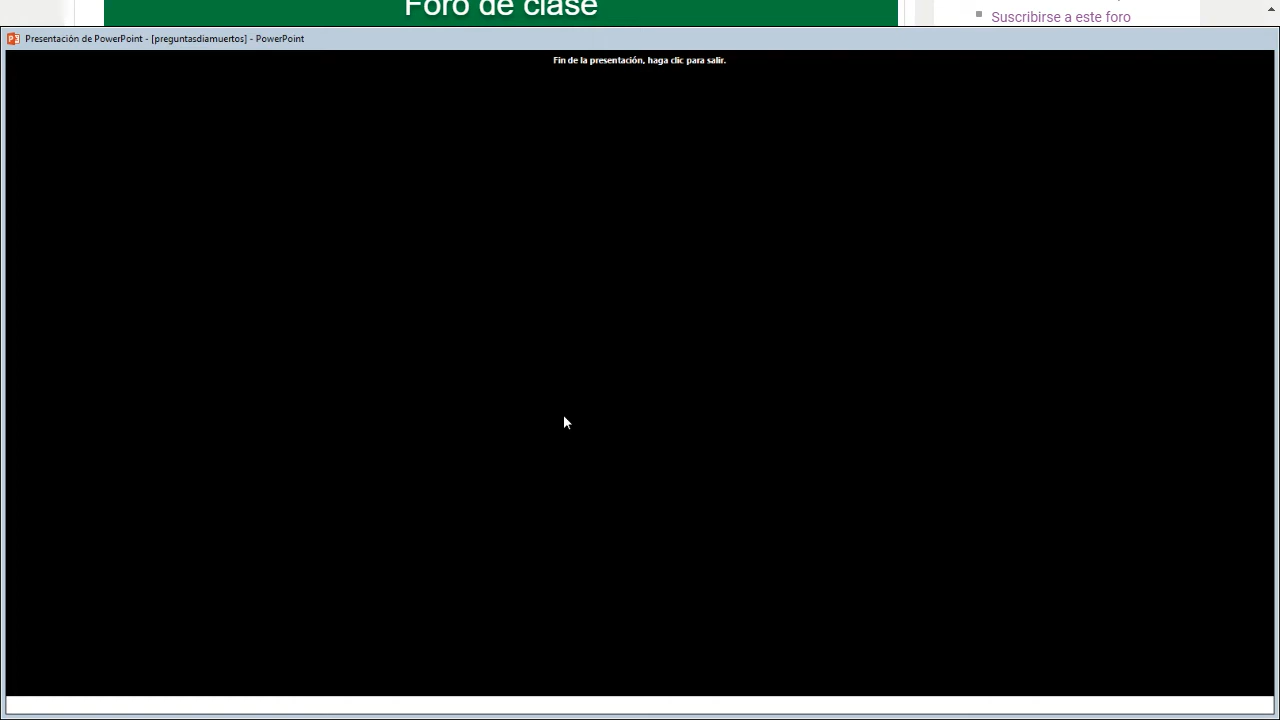 Foro de clase
Suscribirse a este foro
Presentación de PowerPoint - [preguntasdiamuertos] - PowerPoint
Fin de la presentación, haga clic para salir.